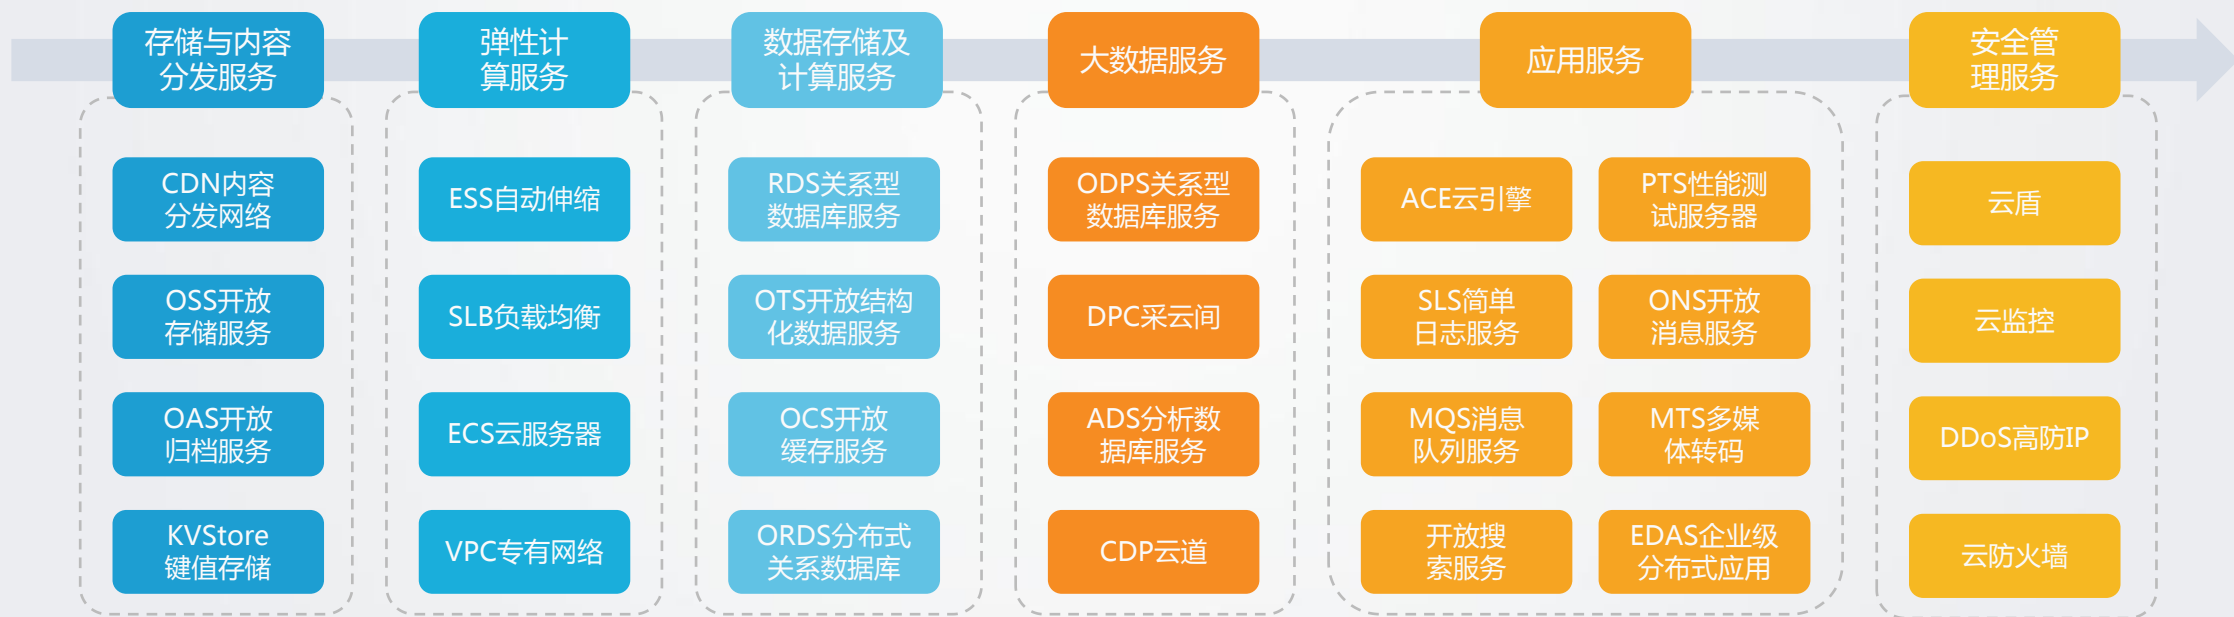 存储与内容
分发服务
弹性计
算服务
数据存储及
计算服务
大数据服务
应用服务
安全管
理服务
CDN内容
分发网络
OSS开放
存储服务
OAS开放
归档服务
KVStore
键值存储
ESS自动伸缩
SLB负载均衡
ECS云服务器
VPC专有网络
RDS关系型
数据库服务
OTS开放结构
化数据服务
OCS开放
缓存服务
ORDS分布式
关系数据库
ODPS关系型
数据库服务
DPC采云间
ADS分析数
据库服务
CDP云道
ACE云引擎
PTS性能测
试服务器
SLS简单
日志服务
ONS开放
消息服务
MQS消息
队列服务
MTS多媒
体转码
开放搜
索服务
EDAS企业级
分布式应用
云盾
云监控
DDoS高防IP
云防火墙